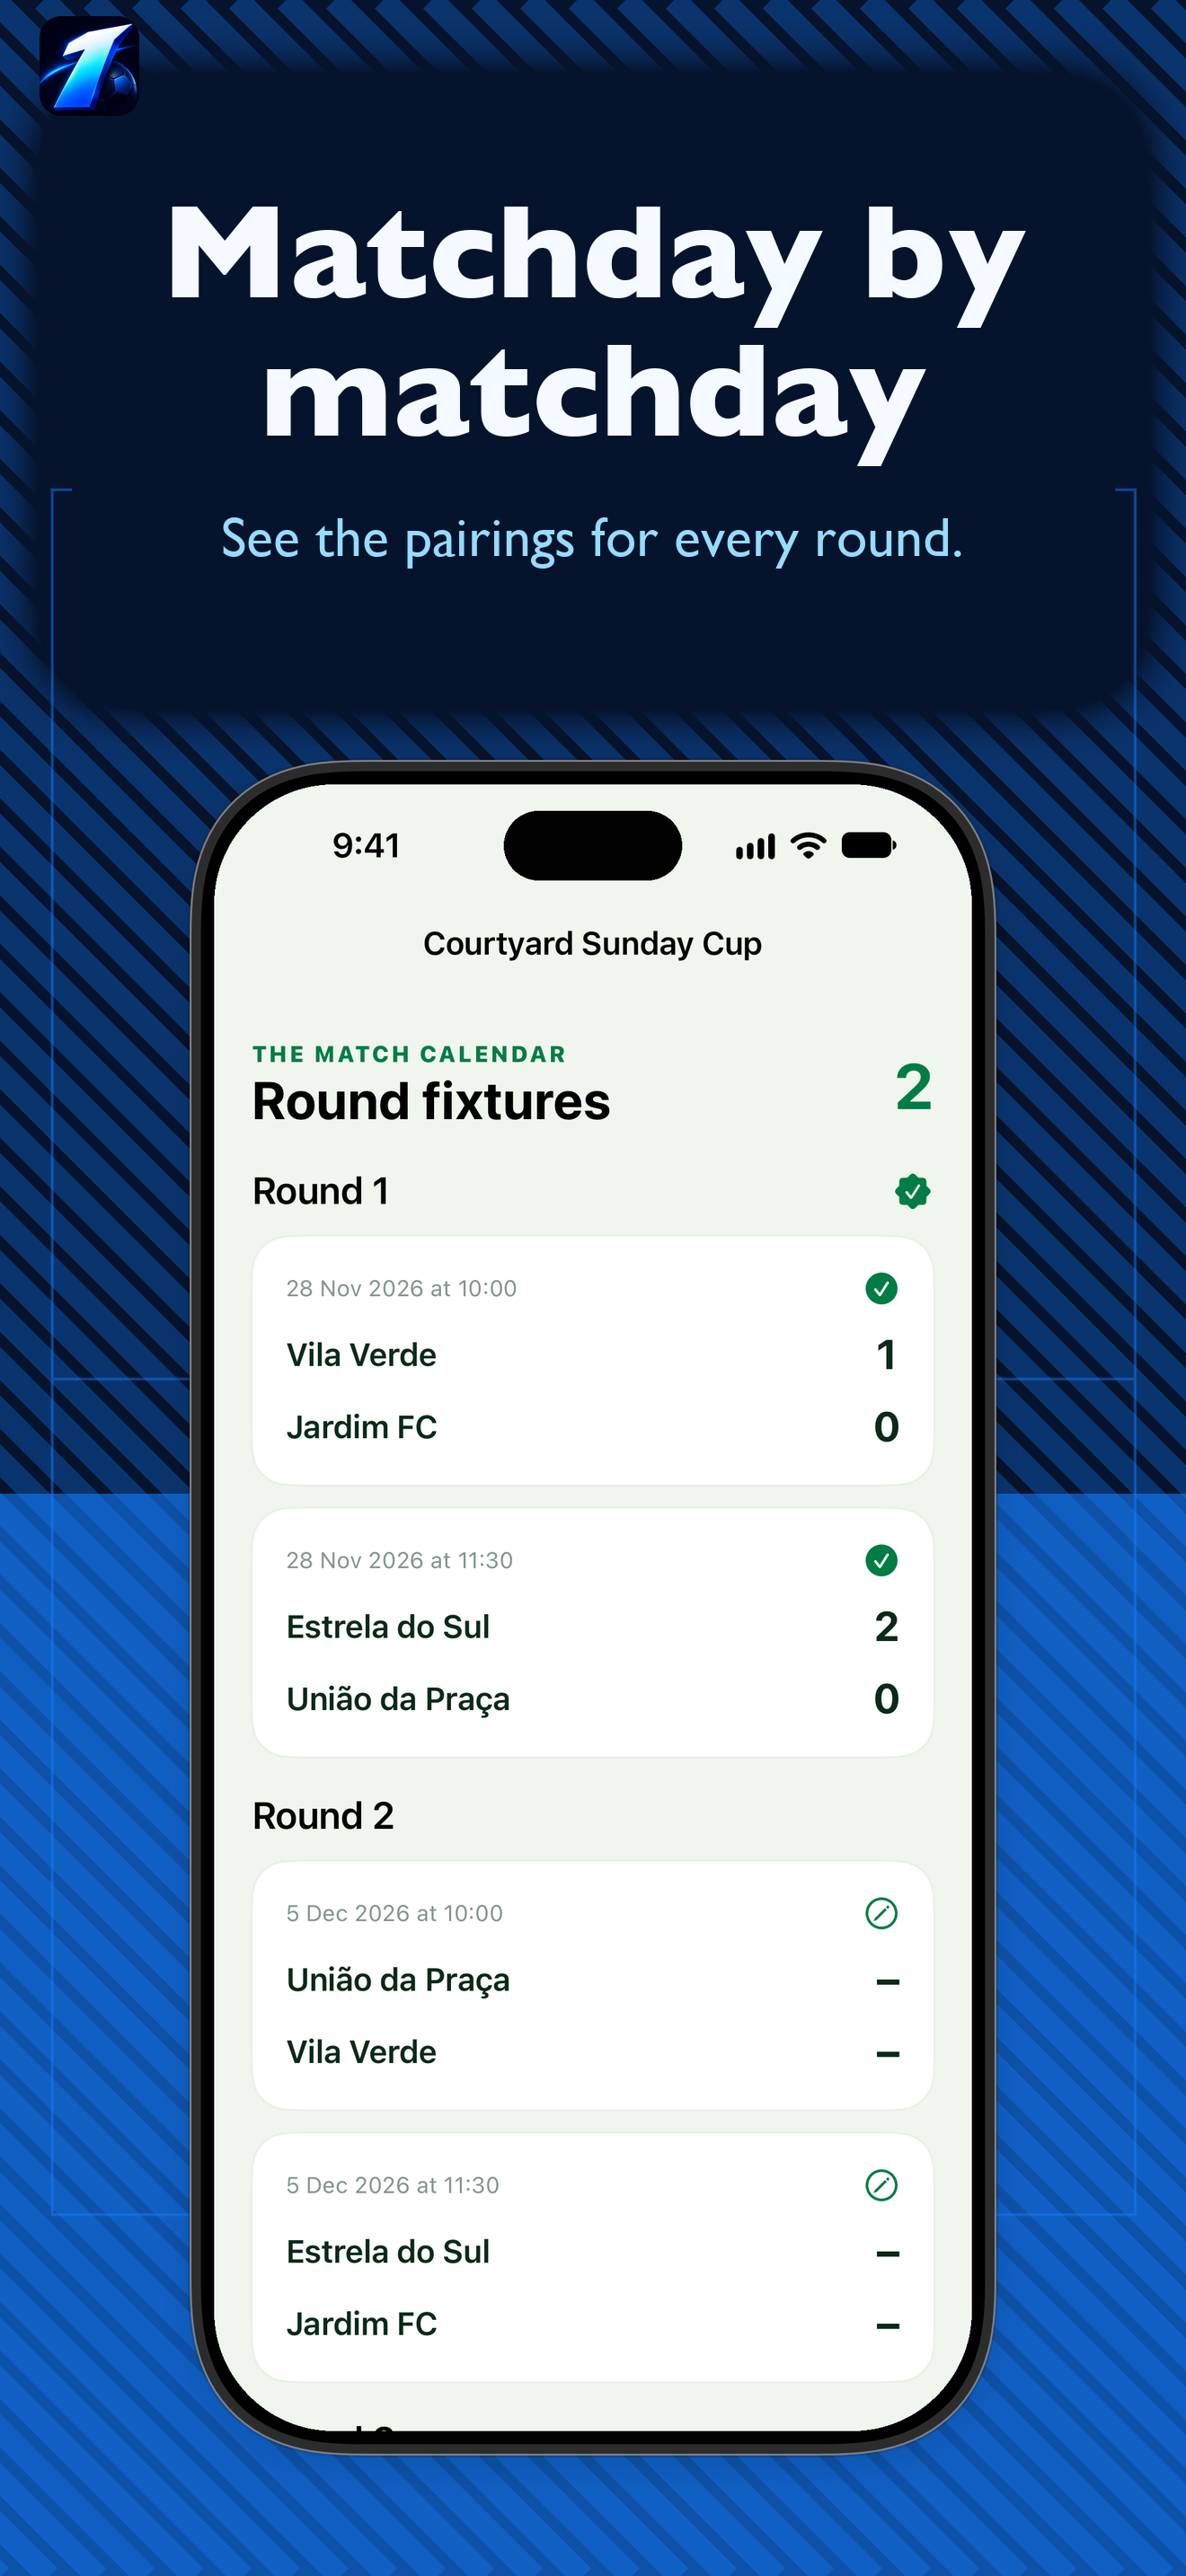 Matchday by
matchday
See the pairings for every round.
9:41
Courtyard Sunday Cup
THE MATCH CALENDAR
Round fixtures
2
Round 1
28 Nov 2026 at 10:00
Vila Verde
1
Jardim FC
0
28 Nov 2026 at 11:30
Estrela do Sul
2
União da Praça
0
Round 2
5 Dec 2026 at 10:00
União da Praça
–
Vila Verde
–
5 Dec 2026 at 11:30
Estrela do Sul
–
Jardim FC
–